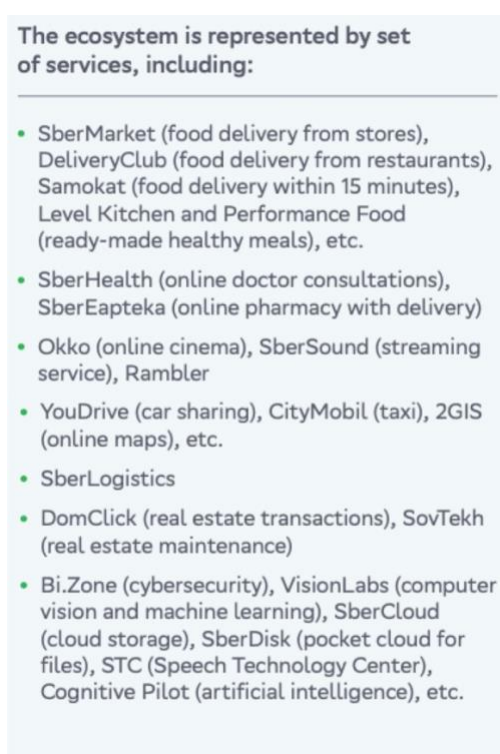 The ecosystem is represented by set
of services, including:
• SberMarket (food delivery from stores),
DeliveryClub (food delivery from restaurants),
Samokat (food delivery within 15 minutes),
Level Kitchen and Performance Food
(ready-made healthy meals), etc.
• SberHealth (online doctor consultations),
SberEapteka (online pharmacy with delivery)
• Okko (online cinema), SberSound (streaming
service), Rambler
• YouDrive (car sharing), CityMobil (taxi), 2GIS
(online maps), etc.
• SberLogistics
• DomClick (real estate transactions), SovTekh
(real estate maintenance)
• Bi.Zone (cybersecurity), VisionLabs (computer
vision and machine learning), SberCloud
(cloud storage), SberDisk (pocket cloud for
files), STC (Speech Technology Center),
Cognitive Pilot (artificial intelligence), etc.